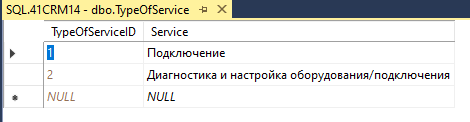 SQL.41CRM14 - dbo.TypeOfService
TypeOfServiceID Service
1 Подключение
2 Диагностика и настройка оборудования/подключения
NULL NULL